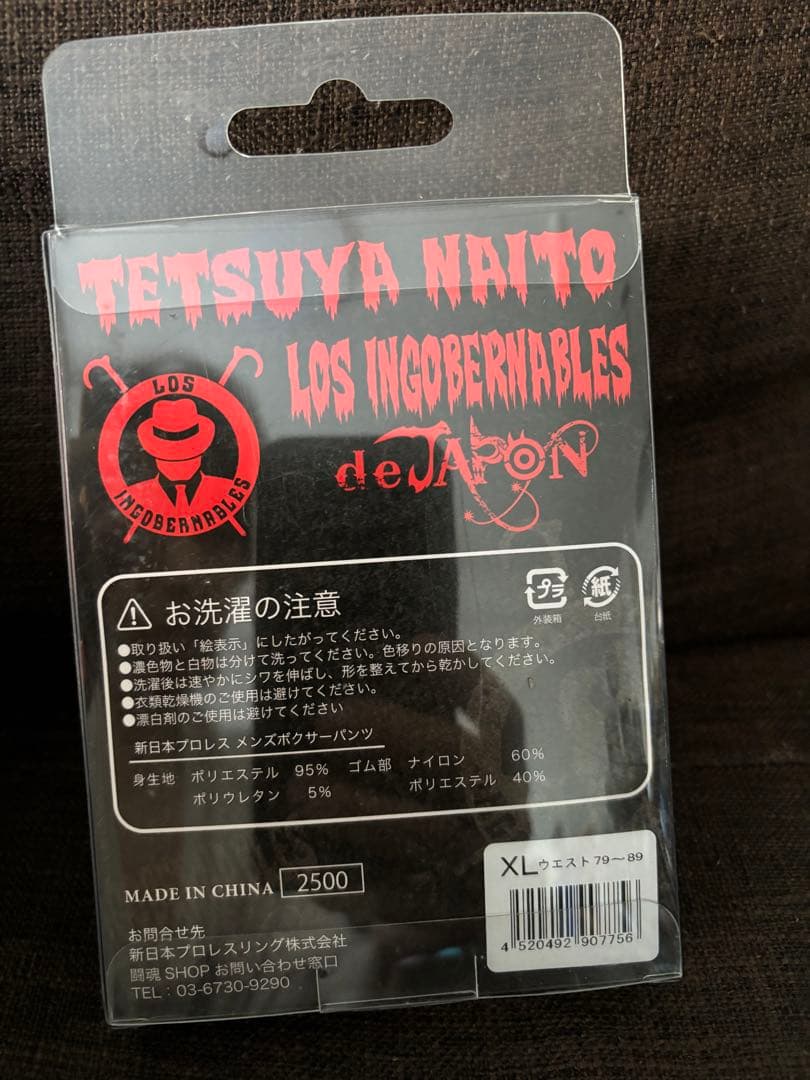 TETSUYA NAITO
LOS INGOBERNABLES
de JAPON
LOS
INGOBERNABLES
お洗濯の注意
プラ
外装箱
紙
台紙
●取り扱い「絵表示」にしたがってください。
●濃色物と白物は分けて洗ってください。色移りの原因となります。
●洗濯後は速やかにシワを伸ばし、形を整えてから乾かしてください。
●衣類乾燥機のご使用は避けてください。
●漂白剤のご使用は避けてください
新日本プロレス メンズボクサーパンツ
身生地 ポリエステル 95% ゴム部 ナイロン 60%
ポリウレタン 5% ポリエステル 40%
XL ウエスト 79〜89
4 520492 907756
MADE IN CHINA 2500
お問合せ先
新日本プロレスリング株式会社
闘魂 SHOP お問い合わせ窓口
TEL：03-6730-9290